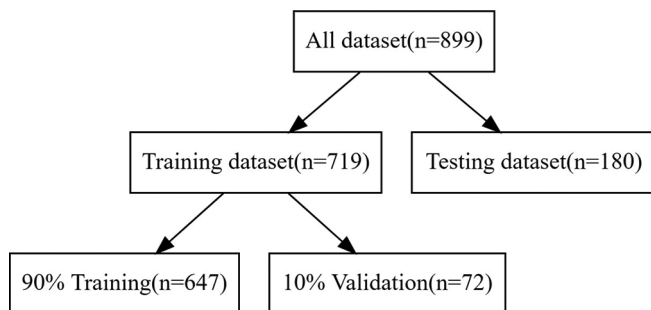 All dataset(n=899)
Training dataset(n=719)
Testing dataset(n=180)
90% Training(n=647)
10% Validation(n=72)